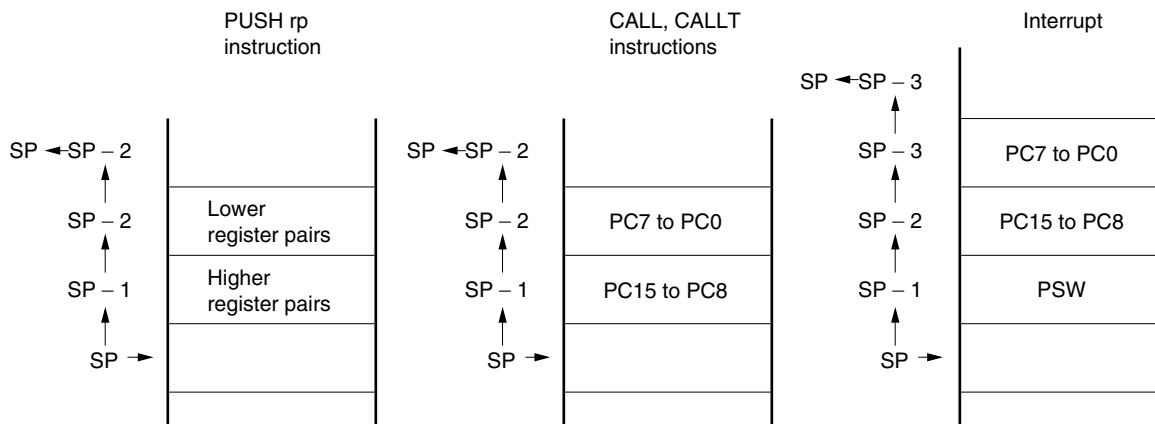 PUSH rp
instruction
SP SP – 2
SP – 2
Lower
register pairs
SP – 1
Higher
register pairs
SP
CALL, CALLT
instructions
SP SP – 2
SP – 2
PC7 to PC0
SP – 1
PC15 to PC8
SP
Interrupt
SP SP – 3
SP – 3
PC7 to PC0
SP – 2
PC15 to PC8
SP – 1
PSW
SP